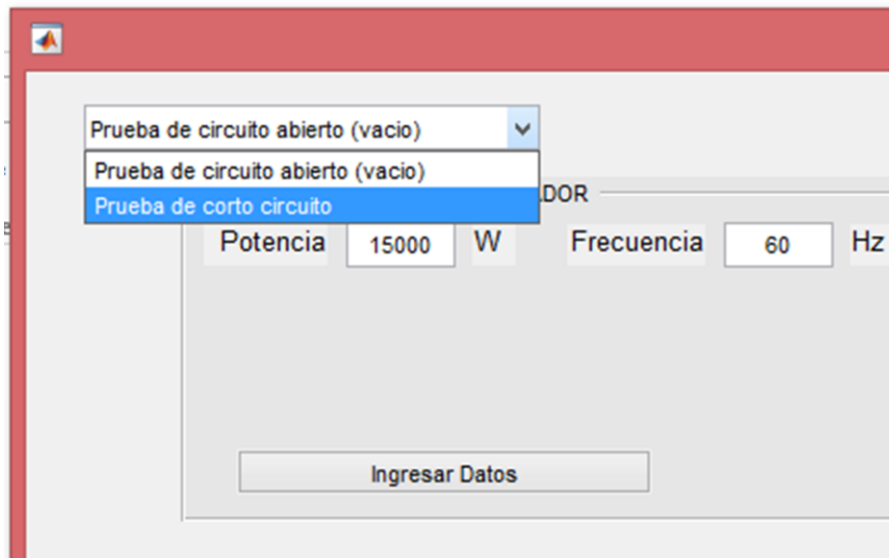 Prueba de circuito abierto (vacio)
Prueba de circuito abierto (vacio)
Prueba de corto circuito
Potencia 15000 W Frecuencia 60 Hz
Ingresar Datos